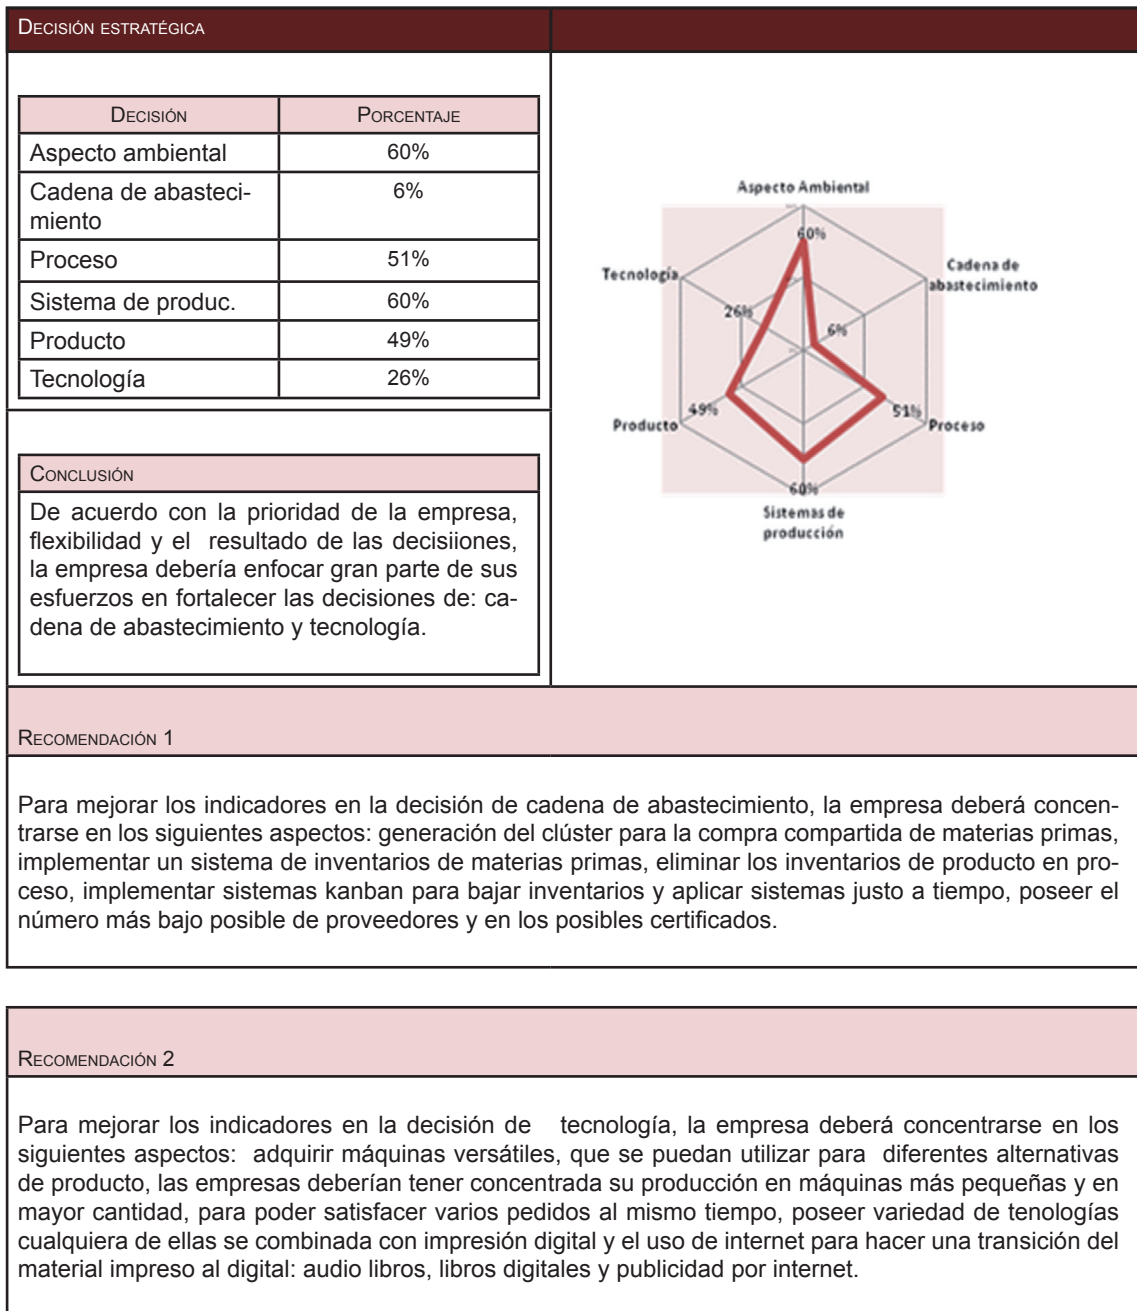 Decisión estratégica
Decisión Porcentaje
Aspecto ambiental 60%
Cadena de abasteci- 6%
miento
Proceso 51%
Sistema de produc. 60%
Producto 49%
Tecnología 26%
Conclusión
De acuerdo con la prioridad de la empresa,
flexibilidad y el resultado de las decisiiones,
la empresa debería enfocar gran parte de sus
esfuerzos en fortalecer las decisiones de: ca-
dena de abastecimiento y tecnología.
Aspecto Ambiental
60%
Cadena de
abastecimiento
6%
Tecnología
26%
51%
Proceso
49%
Producto
60%
Sistemas de
producción
Recomendación 1
Para mejorar los indicadores en la decisión de cadena de abastecimiento, la empresa deberá concen-
trarse en los siguientes aspectos: generación del clúster para la compra compartida de materias primas,
implementar un sistema de inventarios de materias primas, eliminar los inventarios de producto en pro-
ceso, implementar sistemas kanban para bajar inventarios y aplicar sistemas justo a tiempo, poseer el
número más bajo posible de proveedores y en los posibles certificados.
Recomendación 2
Para mejorar los indicadores en la decisión de tecnología, la empresa deberá concentrarse en los
siguientes aspectos: adquirir máquinas versátiles, que se puedan utilizar para diferentes alternativas
de producto, las empresas deberían tener concentrada su producción en máquinas más pequeñas y en
mayor cantidad, para poder satisfacer varios pedidos al mismo tiempo, poseer variedad de tenologías
cualquiera de ellas se combinada con impresión digital y el uso de internet para hacer una transición del
material impreso al digital: audio libros, libros digitales y publicidad por internet.